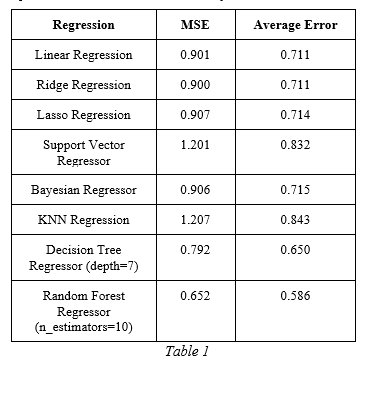 Regression MSE Average Error
Linear Regression 0.901 0.711
Ridge Regression 0.900 0.711
Lasso Regression 0.907 0.714
Support Vector
Regressor 1.201 0.832
Bayesian Regressor 0.906 0.715
KNN Regression 1.207 0.843
Decision Tree
Regressor (depth=7) 0.792 0.650
Random Forest
Regressor
(n_estimators=10) 0.652 0.586
Table 1